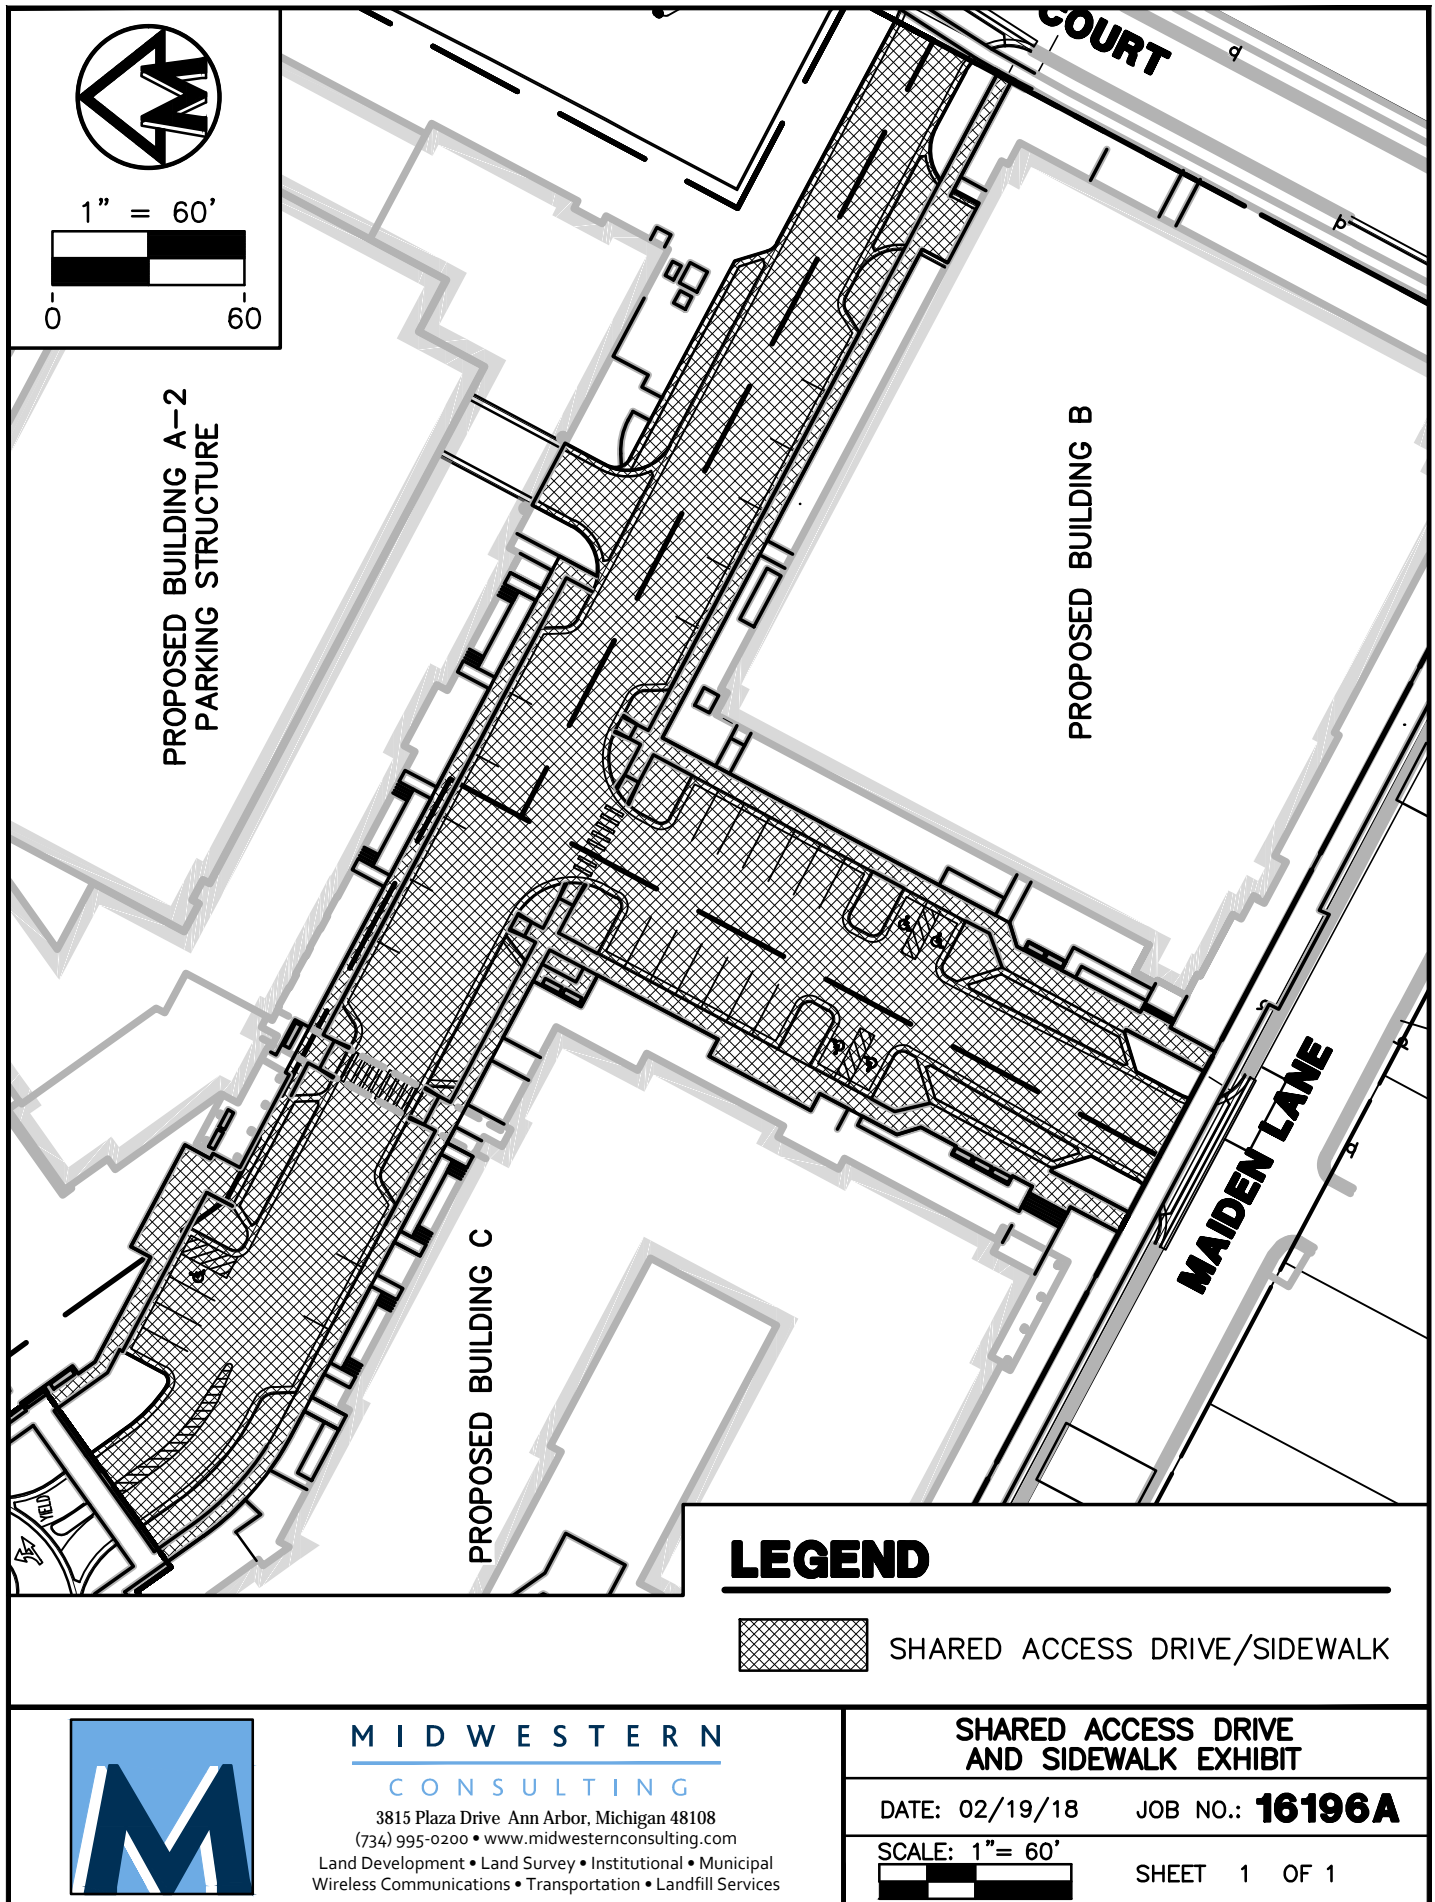 COURT
1" = 60'
0 60
PROPOSED BUILDING A-2
PARKING STRUCTURE
PROPOSED BUILDING B
MAIDEN LANE
PROPOSED BUILDING C
YIELD
LEGEND
SHARED ACCESS DRIVE/SIDEWALK
M
MIDWESTERN
CONSULTING
3815 Plaza Drive Ann Arbor, Michigan 48108
(734) 995-0200 • www.midwesternconsulting.com
Land Development • Land Survey • Institutional • Municipal
Wireless Communications • Transportation • Landfill Services
SHARED ACCESS DRIVE
AND SIDEWALK EXHIBIT
DATE: 02/19/18 JOB NO.: 16196A
SCALE: 1"= 60'
SHEET 1 OF 1